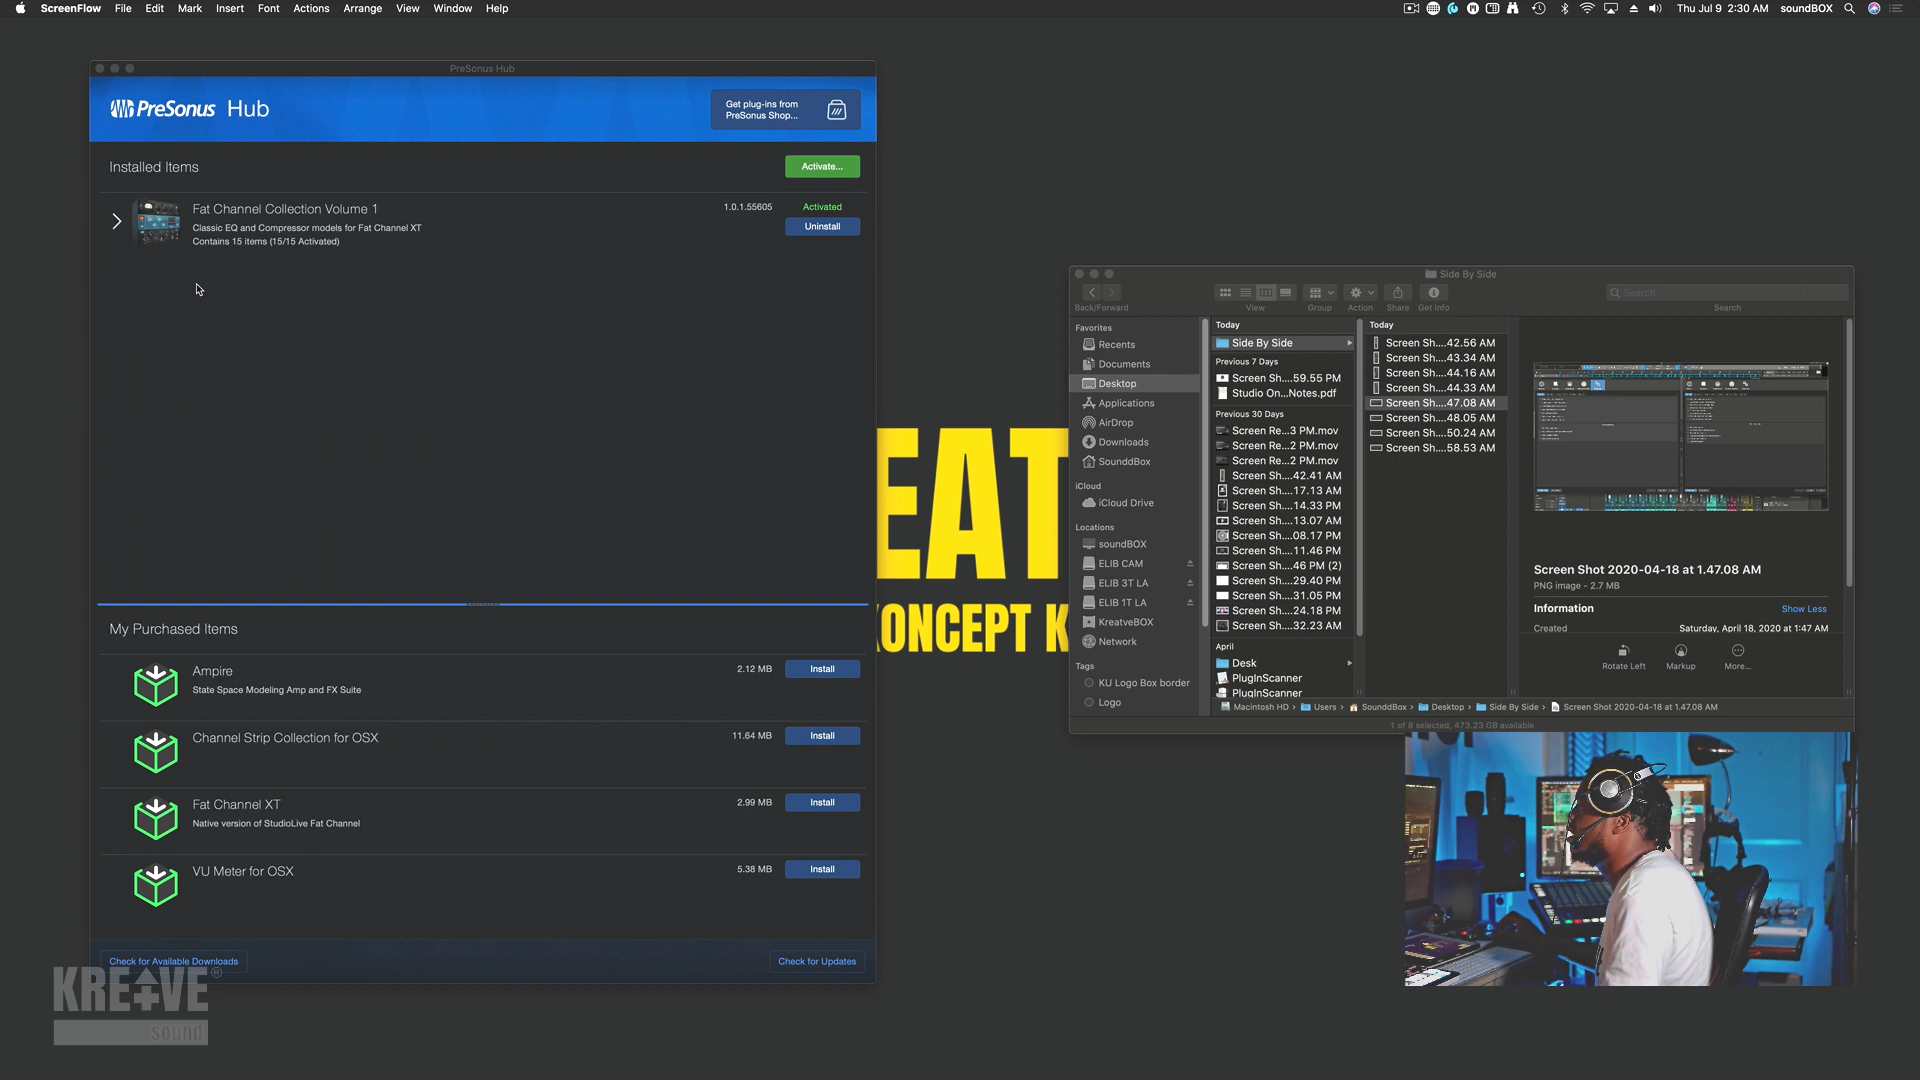 ScreenFlow File Edit Mark Insert Font Actions Arrange View Window Help
Thu Jul 9 2:30 AM soundBOX
PreSonus Hub
PreSonus Hub
Get plug-ins from
PreSonus Shop...
Installed Items
Activate...
Fat Channel Collection Volume 1
Classic EQ and Compressor models for Fat Channel XT
Contains 15 items (15/15 Activated)
1.0.1.55605
Activated
Uninstall
My Purchased Items
Ampire
State Space Modeling Amp and FX Suite
2.12 MB
Install
Channel Strip Collection for OSX
11.64 MB
Install
Fat Channel XT
Native version of StudioLive Fat Channel
2.99 MB
Install
VU Meter for OSX
5.38 MB
Install
Check for Available Downloads
Check for Updates
EAT
KONCEPT K
Side By Side
Back/Forward
View
Group
Action
Share
Get Info
Search
Search
Favorites
Recents
Documents
Desktop
Applications
AirDrop
Downloads
SounddBox
iCloud
iCloud Drive
Locations
soundBOX
ELIB CAM
ELIB 3T LA
ELIB 1T LA
KreatveBOX
Network
Tags
KU Logo Box border
Logo
Today
Side By Side
Previous 7 Days
Screen Sh....59.55 PM
Studio On...Notes.pdf
Previous 30 Days
Screen Re...3 PM.mov
Screen Re...2 PM.mov
Screen Re...2 PM.mov
Screen Sh....42.41 AM
Screen Sh....17.13 AM
Screen Sh....14.33 PM
Screen Sh....13.07 AM
Screen Sh....08.17 PM
Screen Sh....11.46 PM
Screen Sh....46 PM (2)
Screen Sh....29.40 PM
Screen Sh....31.05 PM
Screen Sh....24.18 PM
Screen Sh....32.23 AM
April
Desk
PlugInScanner
PlugInScanner
Today
Screen Sh....42.56 AM
Screen Sh....43.34 AM
Screen Sh....44.16 AM
Screen Sh....44.33 AM
Screen Sh....47.08 AM
Screen Sh....48.05 AM
Screen Sh....50.24 AM
Screen Sh....58.53 AM
Screen Shot 2020-04-18 at 1.47.08 AM
PNG image - 2.7 MB
Information
Show Less
Created
Saturday, April 18, 2020 at 1:47 AM
Rotate Left
Markup
More...
Macintosh HD › Users › SounddBox › Desktop › Side By Side › Screen Shot 2020-04-18 at 1.47.08 AM
1 of 8 selected, 473.23 GB available
KRE+VE ®
sound